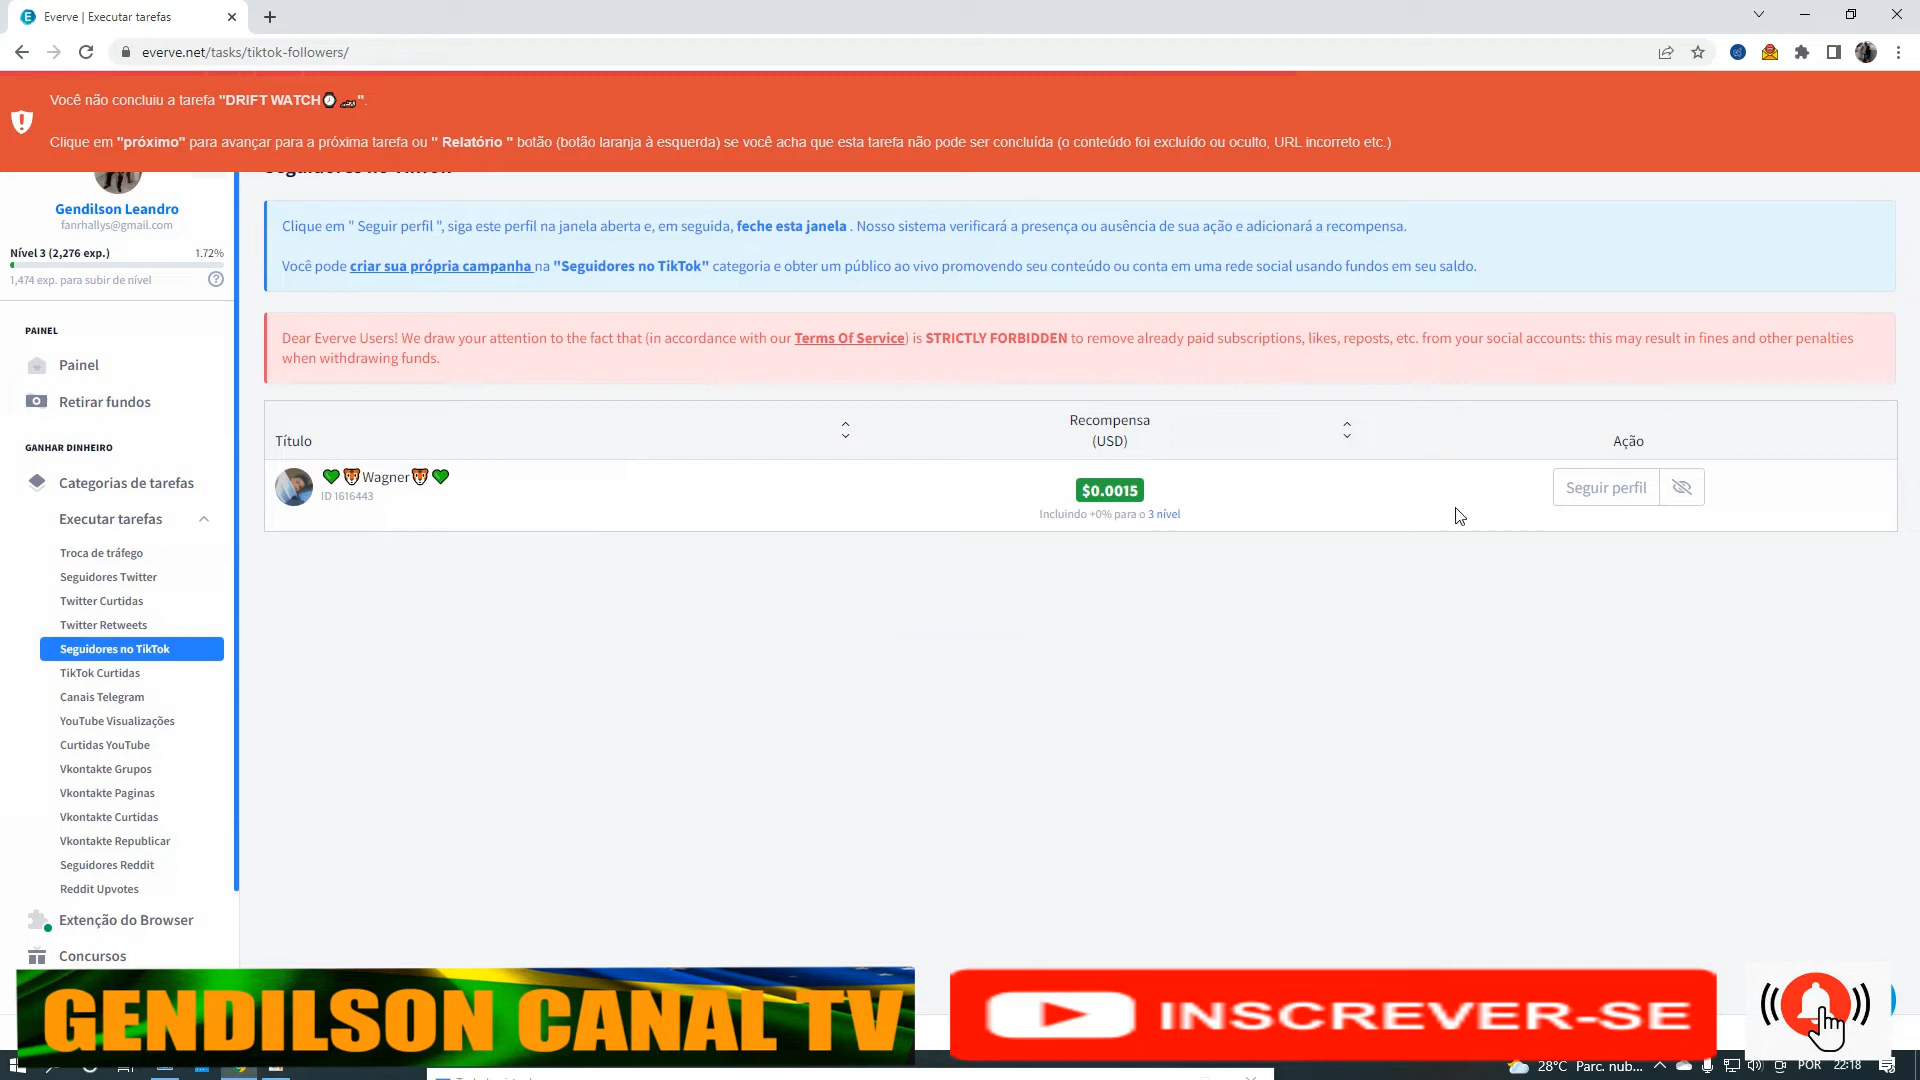 Everve | Executar tarefas
everve.net/tasks/tiktok-followers/
Você não concluiu a tarefa "DRIFT WATCH⌚🏎️".
Clique em "próximo" para avançar para a próxima tarefa ou " Relatório " botão (botão laranja à esquerda) se você acha que esta tarefa não pode ser concluída (o conteúdo foi excluído ou oculto, URL incorreto etc.)
Gendilson Leandro
fanrhallys@gmail.com
Nível 3 (2,276 exp.) 1.72%
1,474 exp. para subir de nível
PAINEL
Painel
Retirar fundos
GANHAR DINHEIRO
Categorias de tarefas
Executar tarefas
Troca de tráfego
Seguidores Twitter
Twitter Curtidas
Twitter Retweets
Seguidores no TikTok
TikTok Curtidas
Canais Telegram
YouTube Visualizações
Curtidas YouTube
Vkontakte Grupos
Vkontakte Paginas
Vkontakte Curtidas
Vkontakte Republicar
Seguidores Reddit
Reddit Upvotes
Extenção do Browser
Concursos
Seguidores no TikTok
Clique em " Seguir perfil ", siga este perfil na janela aberta e, em seguida, feche esta janela . Nosso sistema verificará a presença ou ausência de sua ação e adicionará a recompensa.
Você pode criar sua própria campanha na "Seguidores no TikTok" categoria e obter um público ao vivo promovendo seu conteúdo ou conta em uma rede social usando fundos em seu saldo.
Dear Everve Users! We draw your attention to the fact that (in accordance with our Terms Of Service) is STRICTLY FORBIDDEN to remove already paid subscriptions, likes, reposts, etc. from your social accounts: this may result in fines and other penalties
when withdrawing funds.
Título
Recompensa
(USD)
Ação
💚🐯Wagner🐯💚
ID 1616443
$0.0015
Incluindo +0% para o 3 nível
Seguir perfil
GENDILSON CANAL TV
INSCREVER-SE
28°C Parc. nub...
POR
22:18